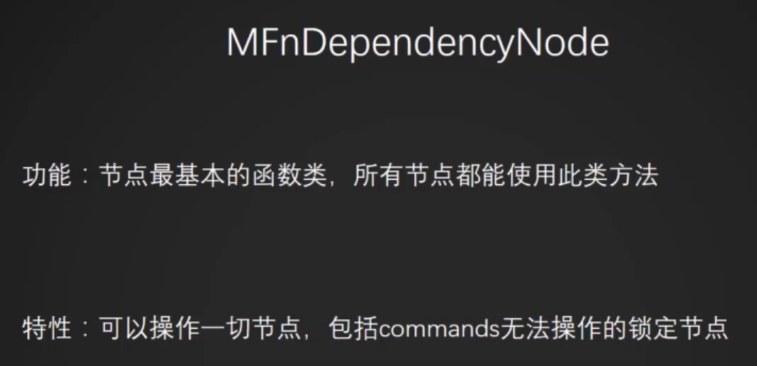 MFnDependencyNode
功能：节点最基本的函数类，所有节点都能使用此类方法
特性：可以操作一切节点，包括commands无法操作的锁定节点